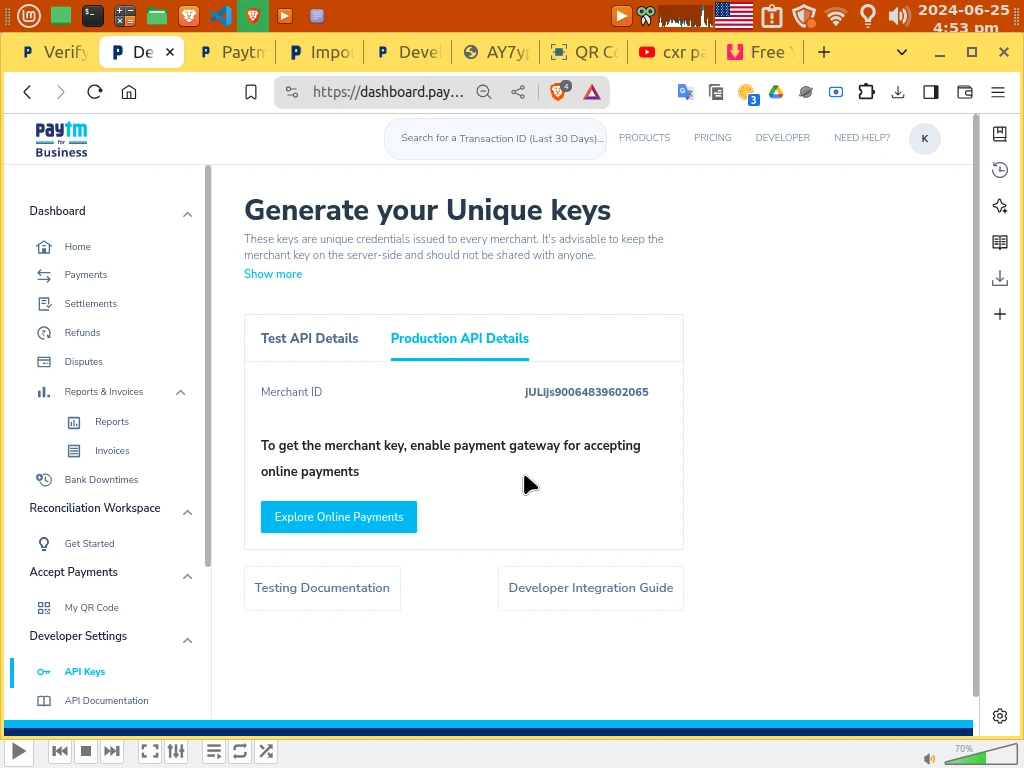 2024-06-25
4:53 pm
Verify
De
Paytm
Impor
Devel
AY7yp
QR Co
cxr pa
Free
https://dashboard.pay...
4
3
paytm
for
Business
Search for a Transaction ID (Last 30 Days)...
PRODUCTS
PRICING
DEVELOPER
NEED HELP?
K
Dashboard
Home
Payments
Settlements
Refunds
Disputes
Reports & Invoices
Reports
Invoices
Bank Downtimes
Reconciliation Workspace
Get Started
Accept Payments
My QR Code
Developer Settings
API Keys
API Documentation
Generate your Unique keys
These keys are unique credentials issued to every merchant. It's advisable to keep the
merchant key on the server-side and should not be shared with anyone.
Show more
Test API Details
Production API Details
Merchant ID
jULijs90064839602065
To get the merchant key, enable payment gateway for accepting
online payments
Explore Online Payments
Testing Documentation
Developer Integration Guide
70%